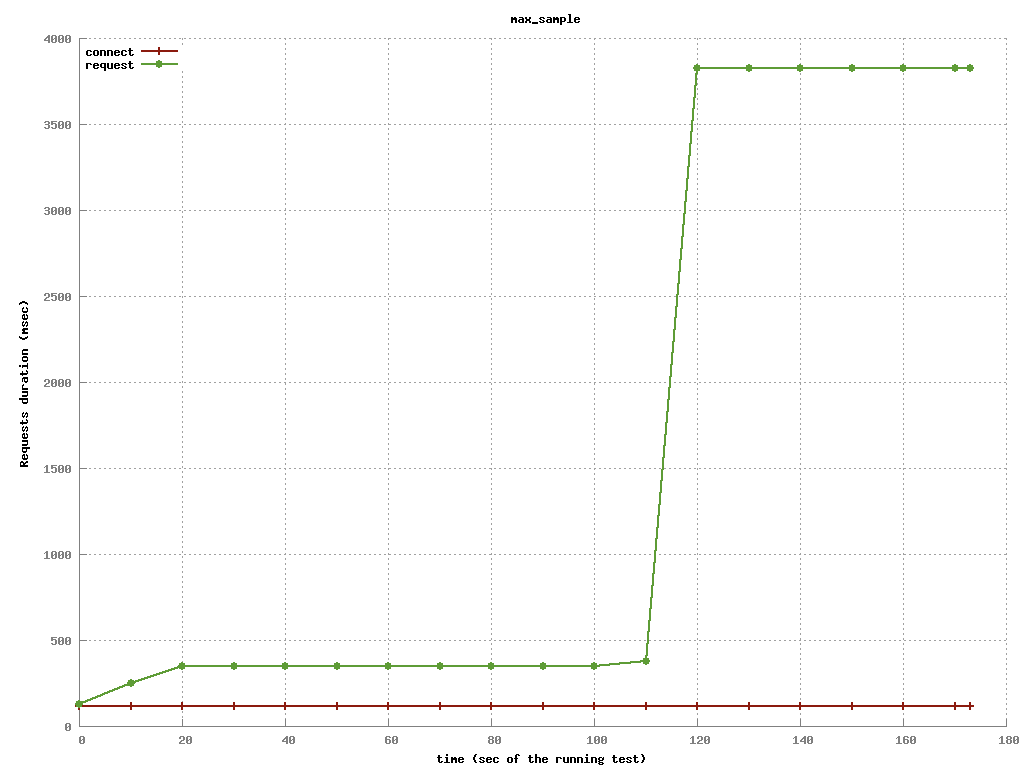 max_sample
4000
connect
request
3500
3000
2500
2000
1500
1000
500
0
Requests duration (msec)
0 20 40 60 80 100 120 140 160 180
time (sec of the running test)